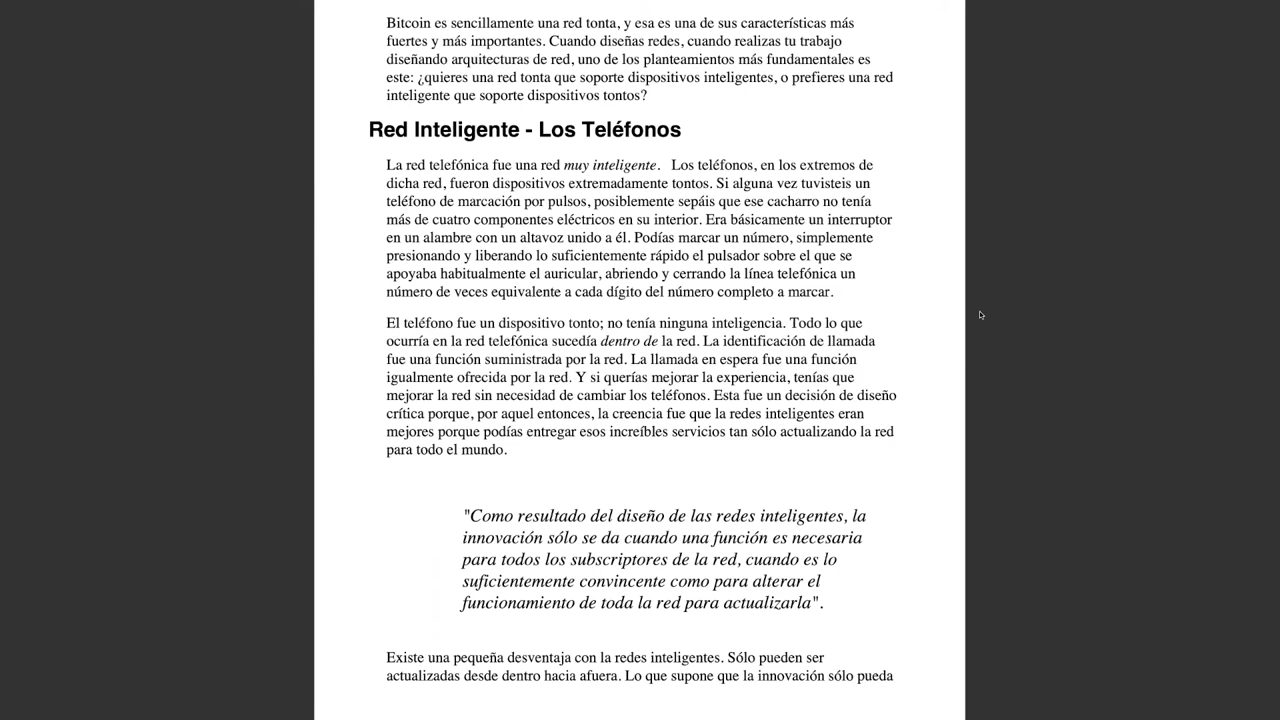 Bitcoin es sencillamente una red tonta, y esa es una de sus características más
fuertes y más importantes. Cuando diseñas redes, cuando realizas tu trabajo
diseñando arquitecturas de red, uno de los planteamientos más fundamentales es
este: ¿quieres una red tonta que soporte dispositivos inteligentes, o prefieres una red
inteligente que soporte dispositivos tontos?
Red Inteligente - Los Teléfonos
La red telefónica fue una red muy inteligente. Los teléfonos, en los extremos de
dicha red, fueron dispositivos extremadamente tontos. Si alguna vez tuvisteis un
teléfono de marcación por pulsos, posiblemente sepáis que ese cacharro no tenía
más de cuatro componentes eléctricos en su interior. Era básicamente un interruptor
en un alambre con un altavoz unido a él. Podías marcar un número, simplemente
presionando y liberando lo suficientemente rápido el pulsador sobre el que se
apoyaba habitualmente el auricular, abriendo y cerrando la línea telefónica un
número de veces equivalente a cada dígito del número completo a marcar.
El teléfono fue un dispositivo tonto; no tenía ninguna inteligencia. Todo lo que
ocurría en la red telefónica sucedía dentro de la red. La identificación de llamada
fue una función suministrada por la red. La llamada en espera fue una función
igualmente ofrecida por la red. Y si querías mejorar la experiencia, tenías que
mejorar la red sin necesidad de cambiar los teléfonos. Esta fue un decisión de diseño
crítica porque, por aquel entonces, la creencia fue que la redes inteligentes eran
mejores porque podías entregar esos increíbles servicios tan sólo actualizando la red
para todo el mundo.
"Como resultado del diseño de las redes inteligentes, la
innovación sólo se da cuando una función es necesaria
para todos los subscriptores de la red, cuando es lo
suficientemente convincente como para alterar el
funcionamiento de toda la red para actualizarla".
Existe una pequeña desventaja con la redes inteligentes. Sólo pueden ser
actualizadas desde dentro hacia afuera. Lo que supone que la innovación sólo pueda